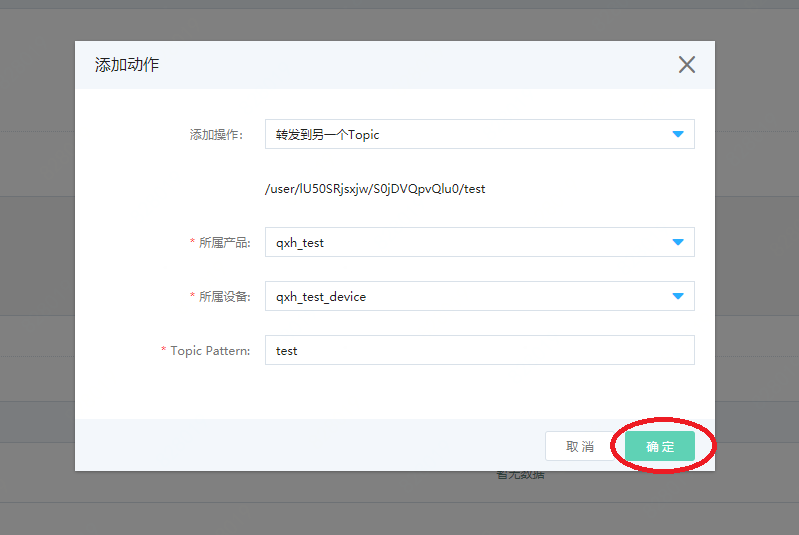 添加动作
添加操作: 转发到另一个Topic
/user/lU50SRjsxjw/S0jDVQpvQlu0/test
* 所属产品: qxh_test
* 所属设备: qxh_test_device
* Topic Pattern: test
取消 确定
暂无数据